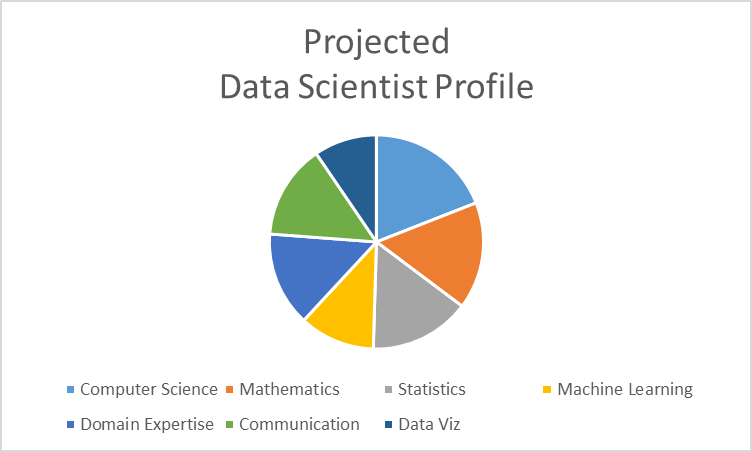 Projected
Data Scientist Profile
Computer Science Mathematics Statistics Machine Learning
Domain Expertise Communication Data Viz